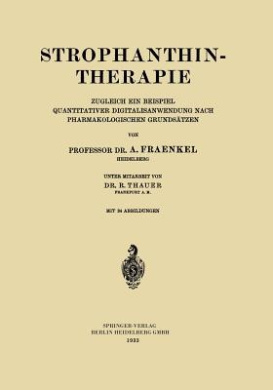 STROPHANTHIN-
THERAPIE
ZUGLEICH EIN BEISPIEL
QUANTITATIVER DIGITALISANWENDUNG NACH
PHARMAKOLOGISCHEN GRUNDSÄTZEN
VON
PROFESSOR DR. A. FRAENKEL
HEIDELBERG
UNTER MITARBEIT VON
DR. R. THAUER
FRANKFURT A. M.
MIT 34 ABBILDUNGEN
SPRINGER-VERLAG
BERLIN HEIDELBERG GMBH
1933